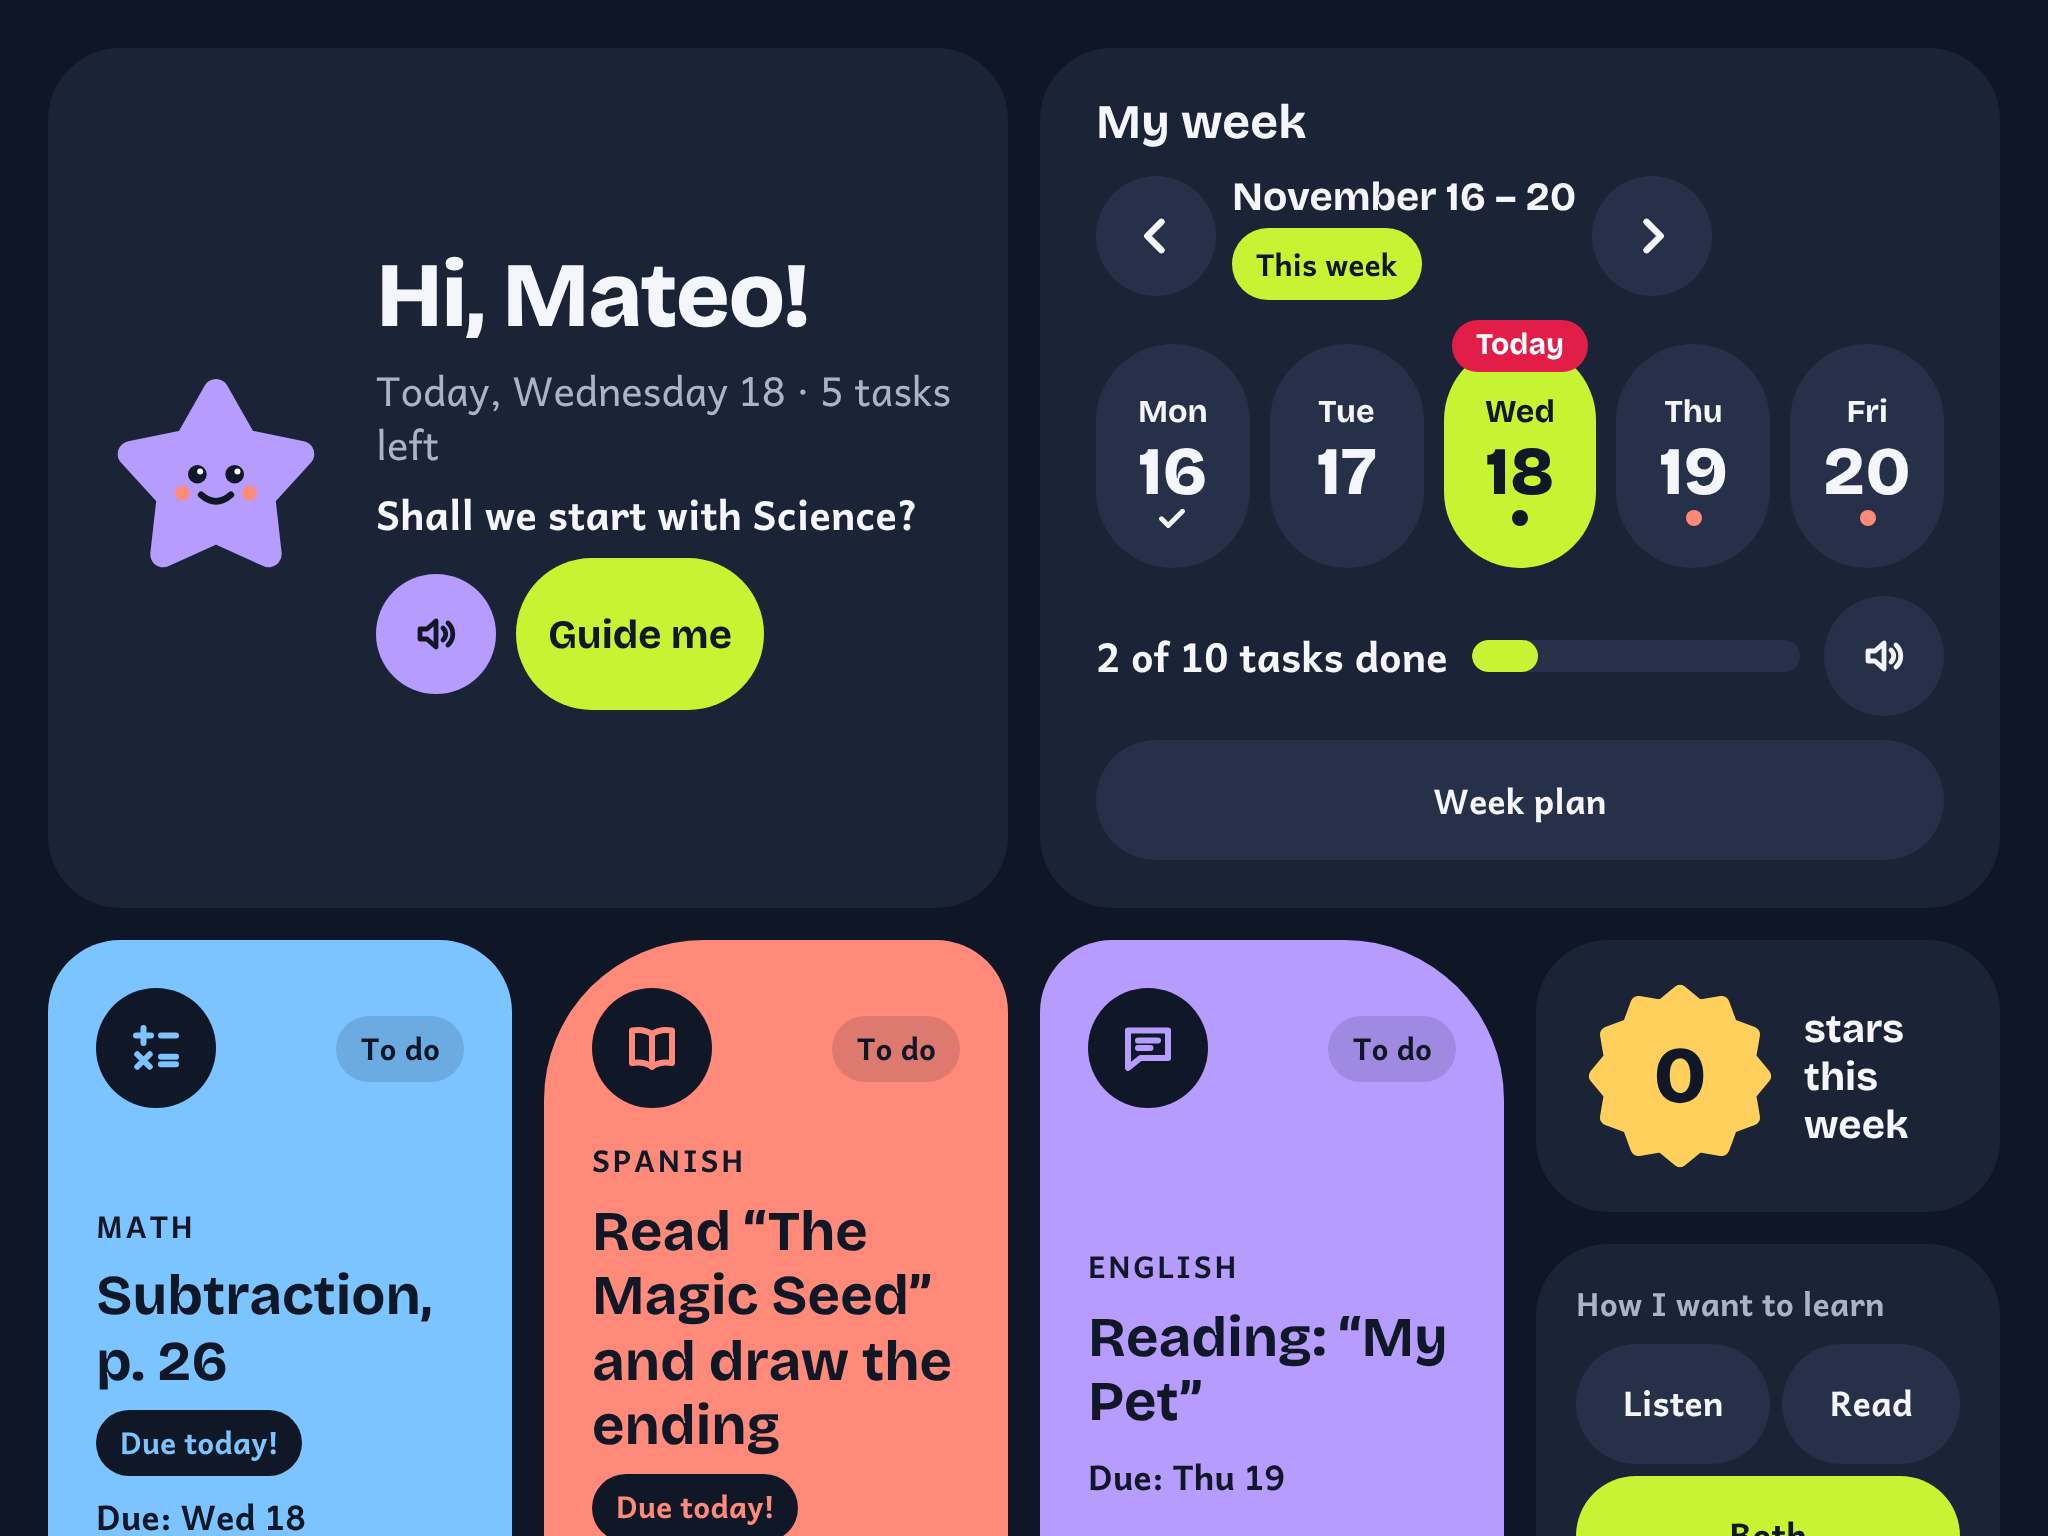 Hi, Mateo!
Today, Wednesday 18 · 5 tasks
left
Shall we start with Science?
Guide me
My week
November 16 – 20
This week
Today
Mon
16
Tue
17
Wed
18
Thu
19
Fri
20
2 of 10 tasks done
Week plan
To do
MATH
Subtraction,
p. 26
Due today!
Due: Wed 18
To do
SPANISH
Read “The
Magic Seed”
and draw the
ending
Due today!
To do
ENGLISH
Reading: “My
Pet”
Due: Thu 19
0
stars
this
week
How I want to learn
Listen
Read
Both